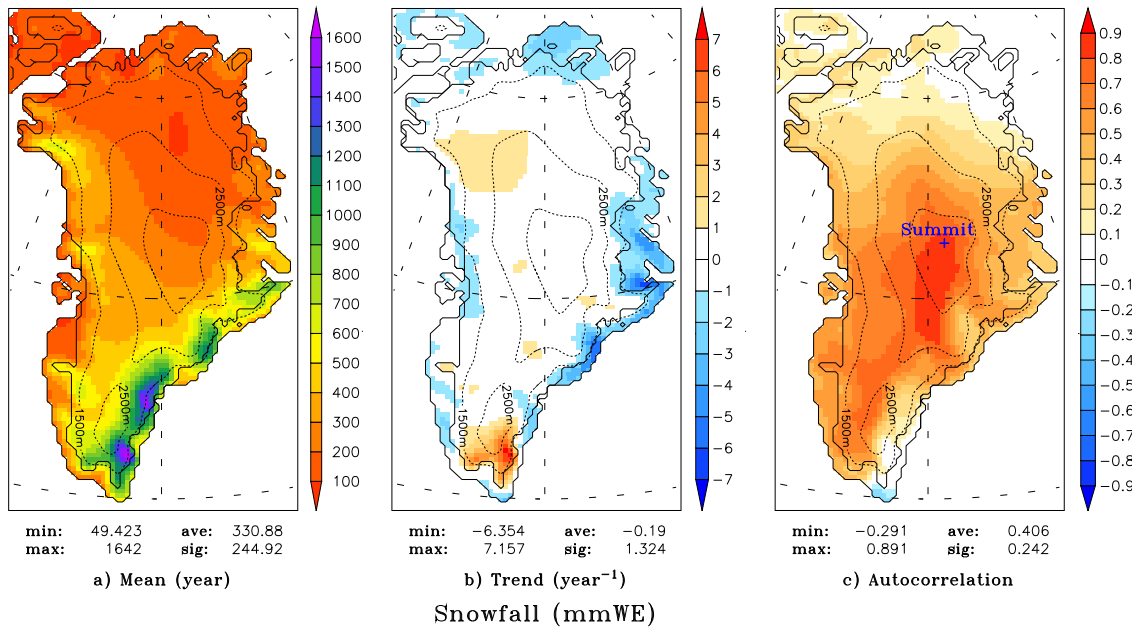 1600
1500
1400
1300
1200
1000
900
800
700
600
500
400
300
200
100
2500m
2500m
1500m
min: 49.423 ave: 330.88
max: 1642 sig: 244.92
a) Mean (year)
7
6
5
4
3
2
1
0
−1
−2
−3
−4
−5
−6
−7
2500m
2500m
1500m
min: −6.354 ave: −0.19
max: 7.157 sig: 1.324
b) Trend (year⁻¹)
0.9
0.8
0.7
0.6
0.5
0.4
0.3
0.2
0.1
0
−0.1
−0.2
−0.3
−0.4
−0.5
−0.6
−0.7
−0.8
−0.9
2500m
Summit
2500m
1500m
min: −0.291 ave: 0.406
max: 0.891 sig: 0.242
c) Autocorrelation
Snowfall (mmWE)